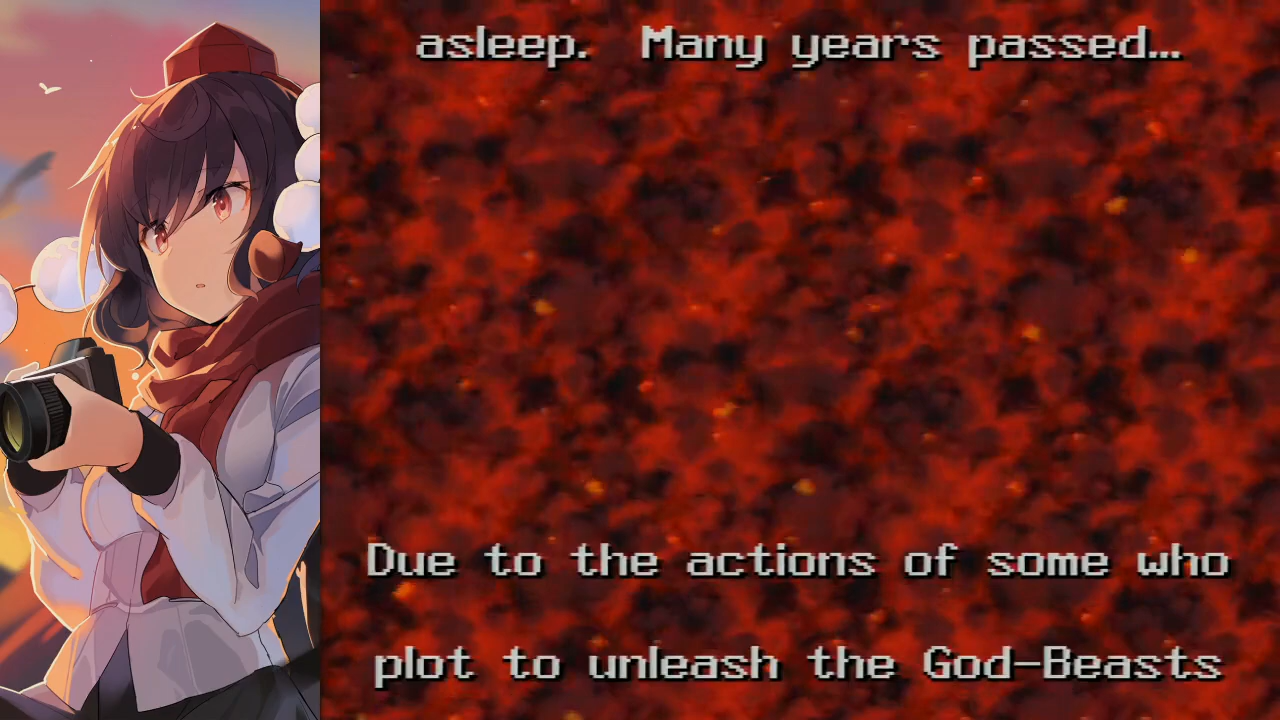 asleep.  Many years passed...
Due to the actions of some who
plot to unleash the God-Beasts